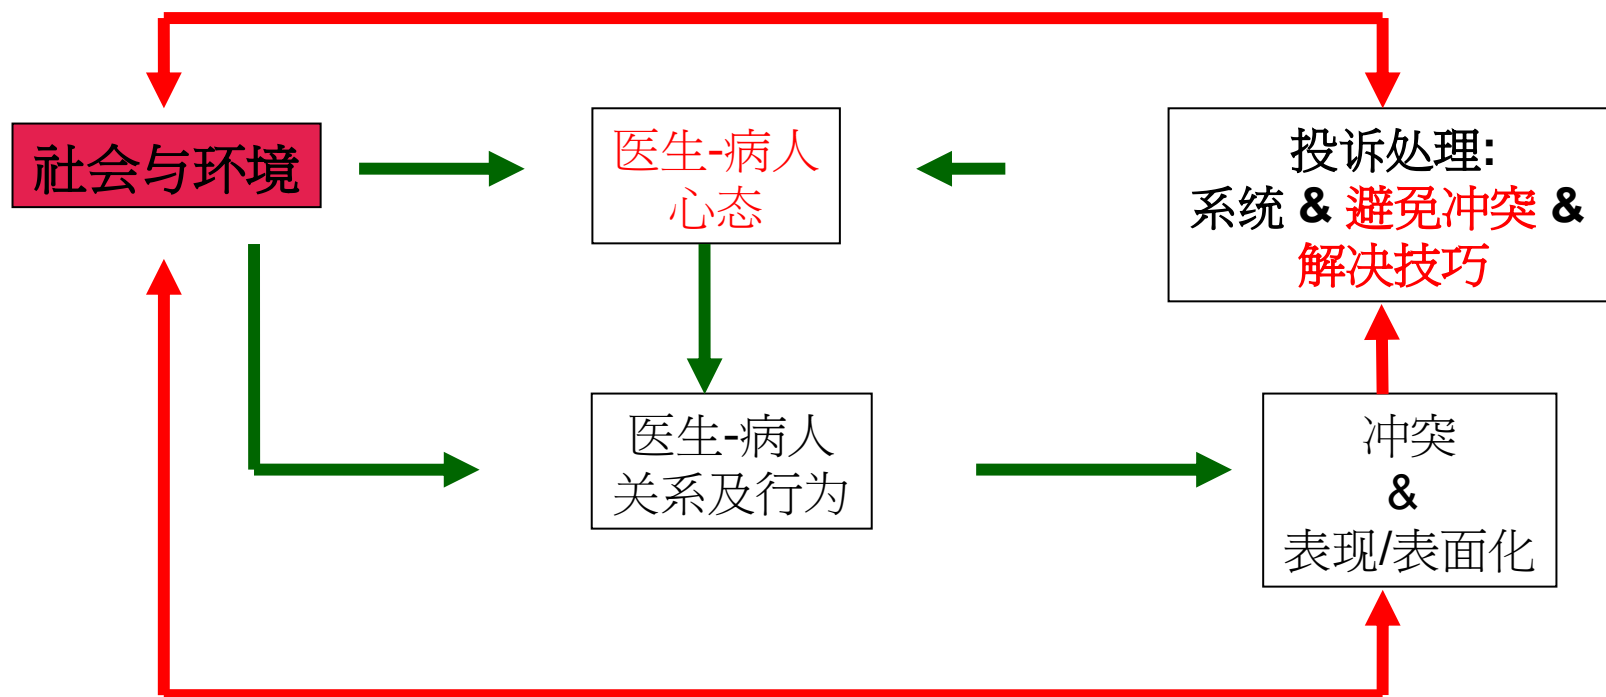 社会与环境
医生-病人
心态
投诉处理:
系统 & 避免冲突 &
解决技巧
医生-病人
关系及行为
冲突
&
表现/表面化